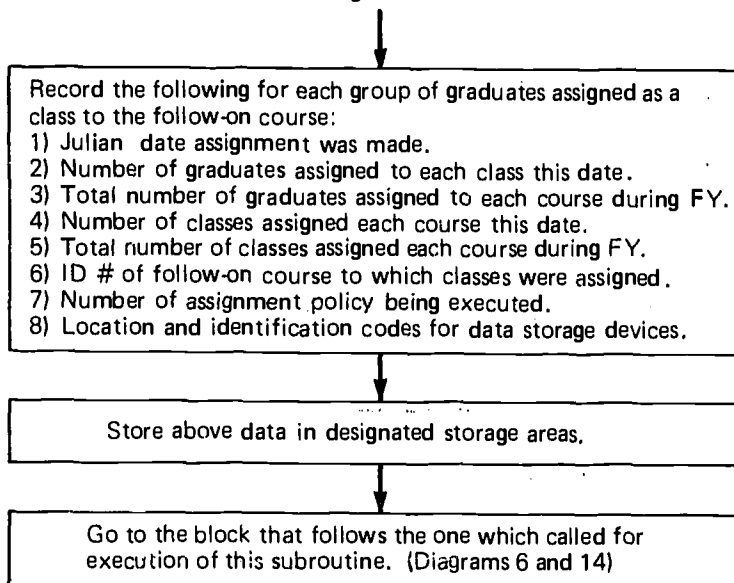 Record the following for each group of graduates assigned as a
class to the follow-on course:
1) Julian date assignment was made.
2) Number of graduates assigned to each class this date.
3) Total number of graduates assigned to each course during FY.
4) Number of classes assigned each course this date.
5) Total number of classes assigned each course during FY.
6) ID # of follow-on course to which classes were assigned.
7) Number of assignment policy being executed.
8) Location and identification codes for data storage devices.
Store above data in designated storage areas.
Go to the block that follows the one which called for
execution of this subroutine. (Diagrams 6 and 14)